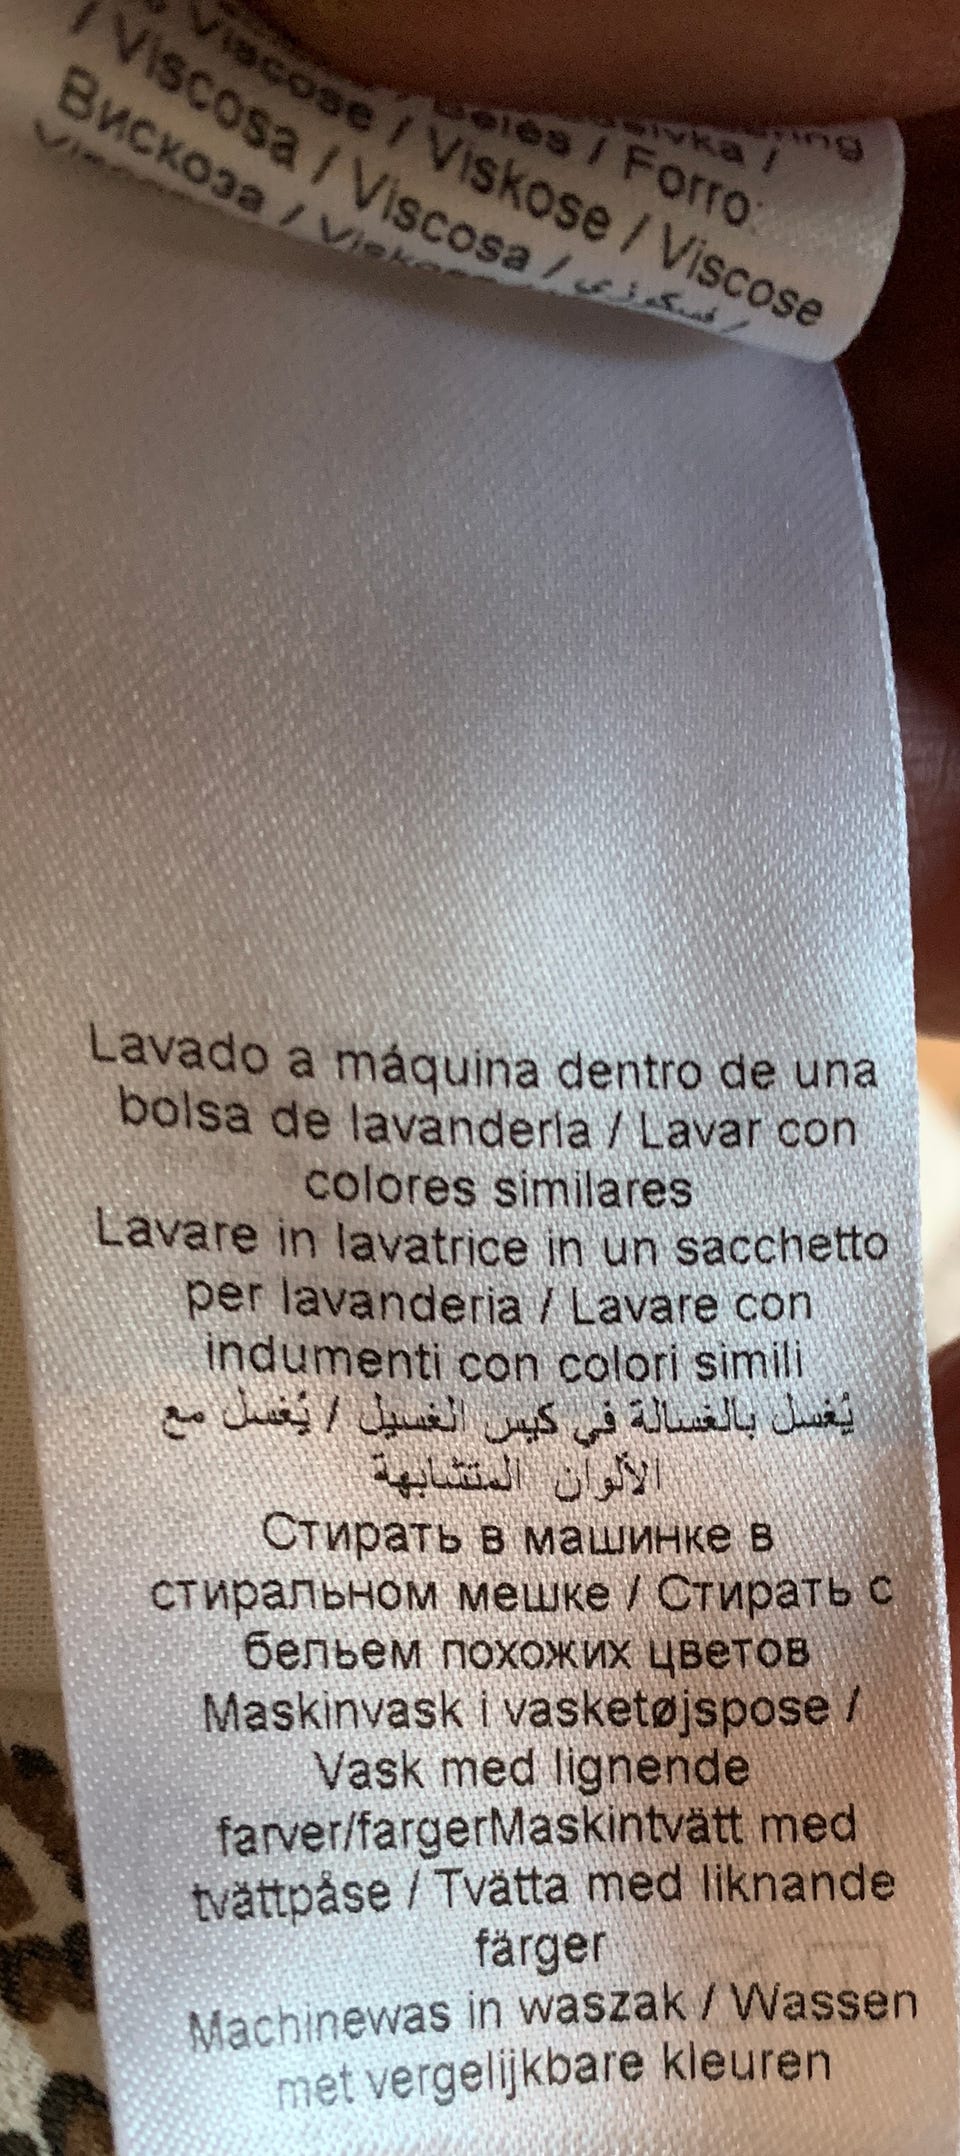 Viscose / Viskose / Viscose
/ Viscosa / Viscosa / فسكوزي /
Вискоза /
/ Forro:
Lavado a máquina dentro de una
bolsa de lavandería / Lavar con
colores similares
Lavare in lavatrice in un sacchetto
per lavanderia / Lavare con
indumenti con colori simili
يُغسل بالغسالة في كيس الغسيل / يُغسل مع
الألوان المتشابهة
Стирать в машинке в
стиральном мешке / Стирать с
бельем похожих цветов
Maskinvask i vasketøjspose /
Vask med lignende
farver/fargerMaskintvätt med
tvättpåse / Tvätta med liknande
färger
Machinewas in waszak / Wassen
met vergelijkbare kleuren